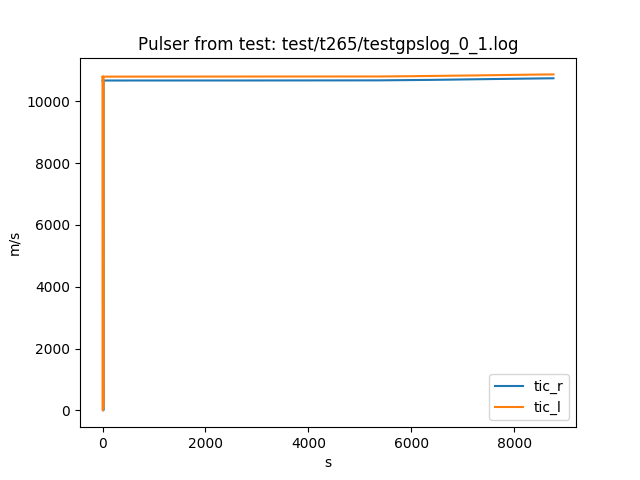 Pulser from test: test/t265/testgpslog_0_1.log
10000
8000
6000
4000
2000
0
m/s
tic_r
tic_l
0 2000 4000 6000 8000
s